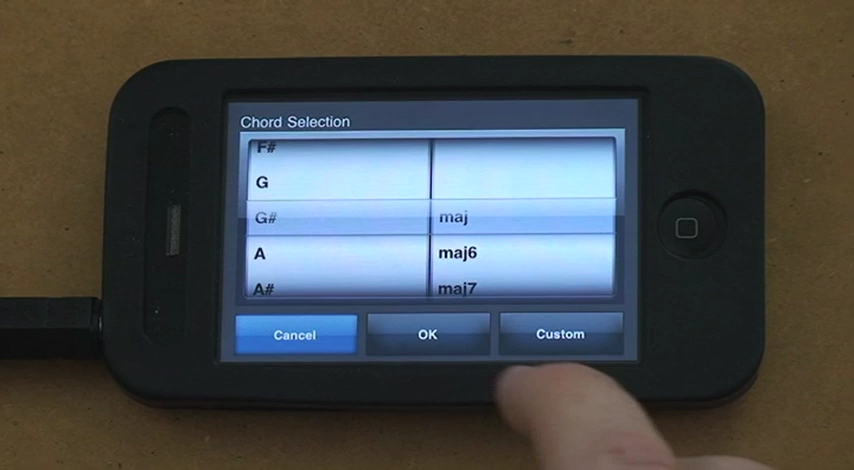 Chord Selection
F#
G
G# maj
A maj6
A# maj7
Cancel OK Custom